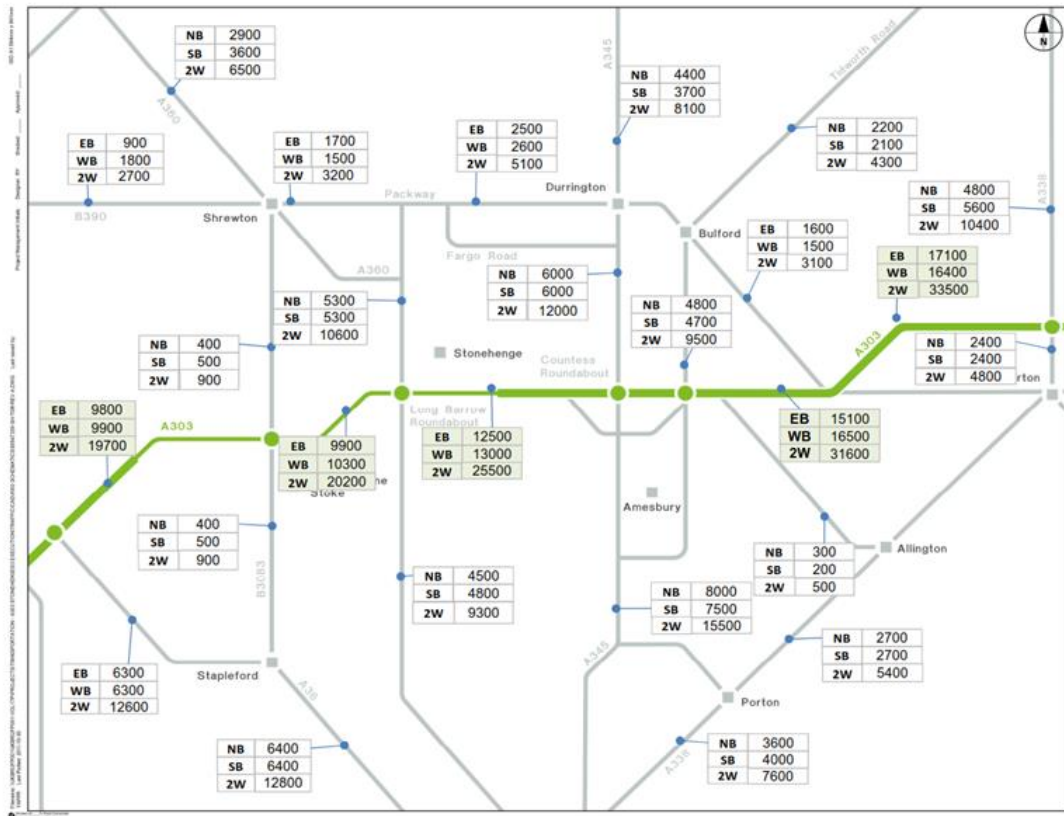 NB 2900
SB 3600
2W 6500
A360
EB 900
WB 1800
2W 2700
B390
Shrewton
EB 1700
WB 1500
2W 3200
Packway
EB 2500
WB 2600
2W 5100
Durrington
A345
NB 4400
SB 3700
2W 8100
Tidworth Road
NB 2200
SB 2100
2W 4300
N
NB 4800
SB 5600
2W 10400
A338
Bulford
EB 1600
WB 1500
2W 3100
EB 17100
WB 16400
2W 33500
Fargo Road
A360
NB 5300
SB 5300
2W 10600
NB 6000
SB 6000
2W 12000
NB 4800
SB 4700
2W 9500
A303
NB 2400
SB 2400
2W 4800
rton
NB 400
SB 500
2W 900
Stonehenge
Countess
Roundabout
EB 9800
WB 9900
2W 19700
A303
EB 9900
WB 10300
2W 20200
ne
Stoke
Long Barrow
Roundabout
EB 12500
WB 13000
2W 25500
EB 15100
WB 16500
2W 31600
Amesbury
NB 400
SB 500
2W 900
B3083
NB 4500
SB 4800
2W 9300
NB 300
SB 200
2W 500
Allington
NB 8000
SB 7500
2W 15500
A345
NB 2700
SB 2700
2W 5400
EB 6300
WB 6300
2W 12600
Stapleford
A36
Porton
NB 6400
SB 6400
2W 12800
A338
NB 3600
SB 4000
2W 7600